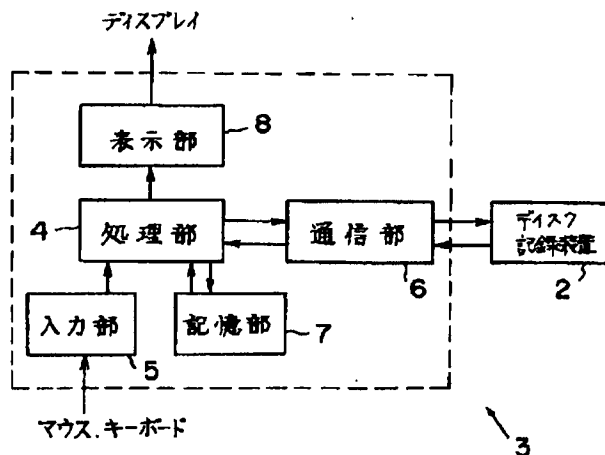 ディスプレイ
表示部
8
4
処理部
通信部
6
ディスク
記録装置
2
入力部
5
記憶部
7
マウス.キーボード
3